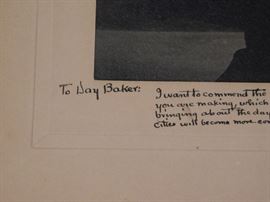 To Day Baker:
I want to commend the
you are making, which
bringing about the day
Cities will become more